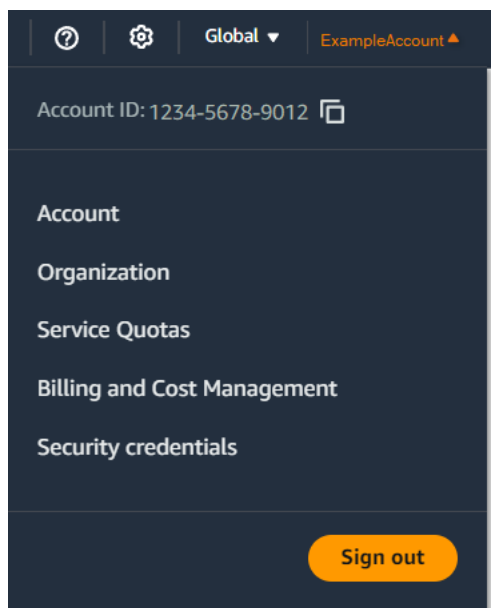 Global ExampleAccount
Account ID: 1234-5678-9012
Account
Organization
Service Quotas
Billing and Cost Management
Security credentials
Sign out